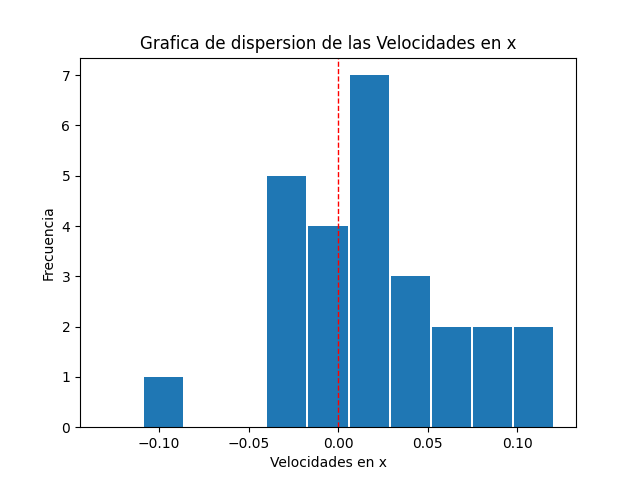 Grafica de dispersion de las Velocidades en x
7
6
5
4
3
2
1
0
Frecuencia
−0.10 −0.05 0.00 0.05 0.10
Velocidades en x